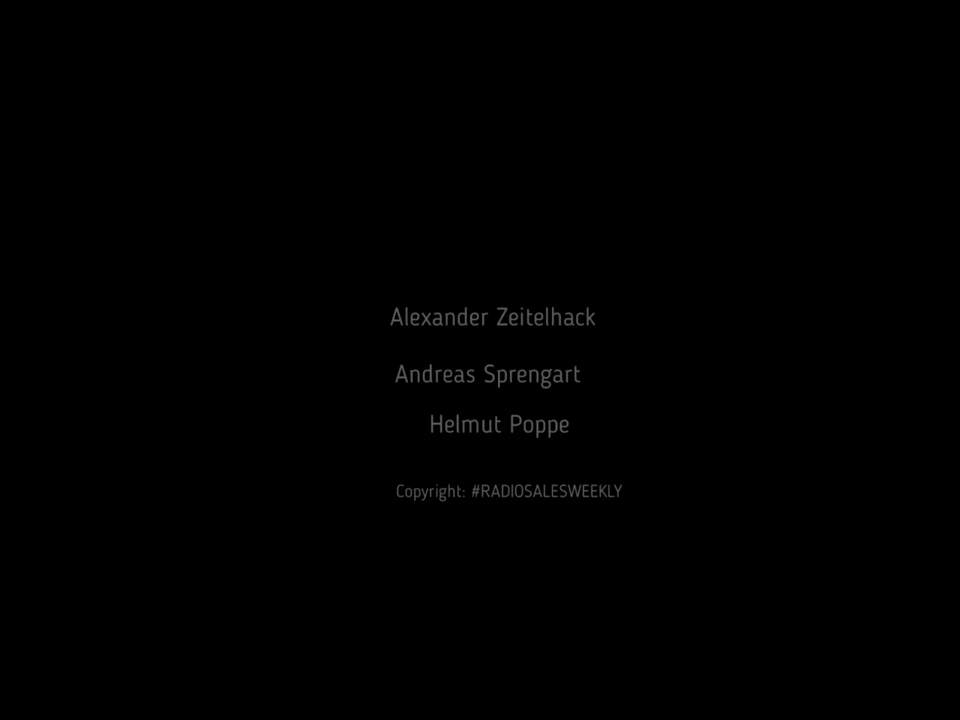 Alexander Zeitelhack
Andreas Sprengart
Helmut Poppe
Copyright: #RADIOSALESWEEKLY